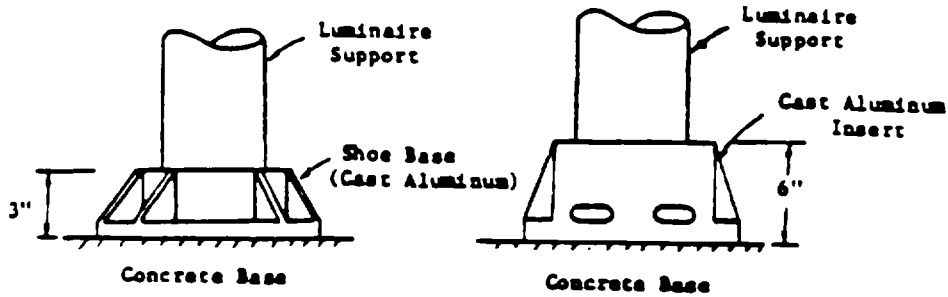 Luminaire
Support
Shoe Base
(Cast Aluminum)
3"
Concrete Base
Luminaire
Support
Cast Aluminum
Insert
6"
Concrete Base